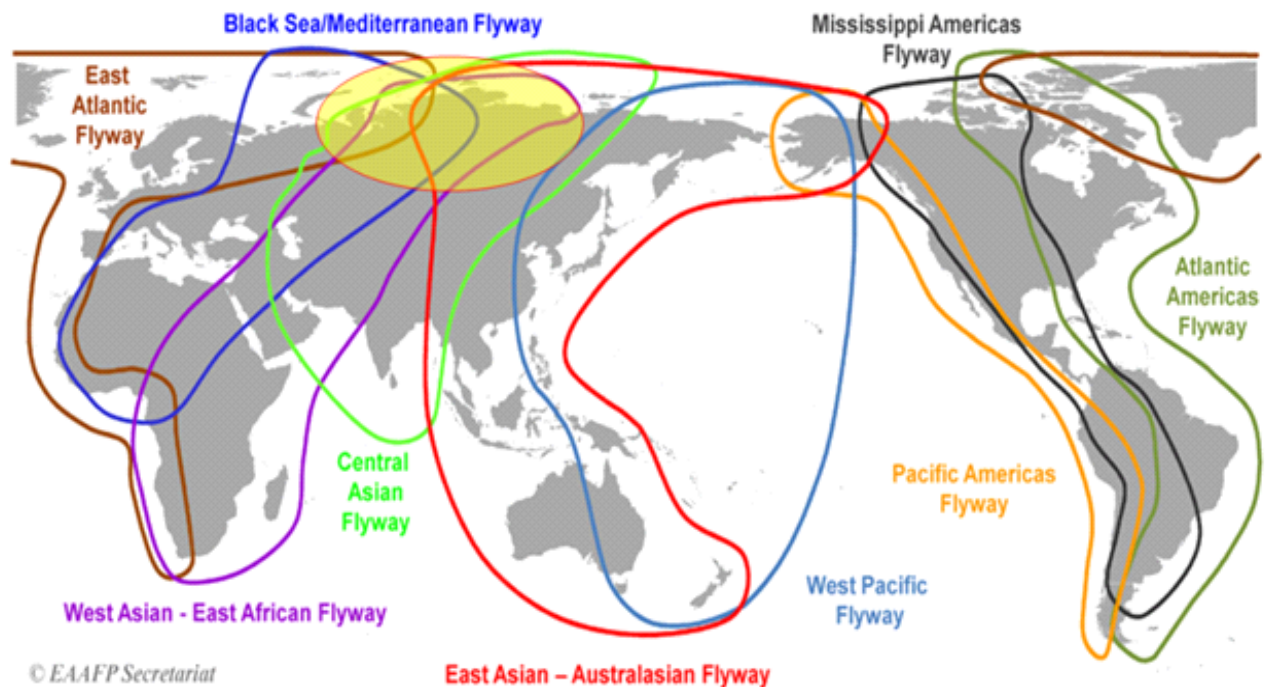 Black Sea/Mediterranean Flyway
Mississippi Americas
Flyway
East
Atlantic
Flyway
Atlantic
Americas
Flyway
Central
Asian
Flyway
Pacific Americas
Flyway
West Pacific
Flyway
West Asian - East African Flyway
© EAAFP Secretariat
East Asian – Australasian Flyway